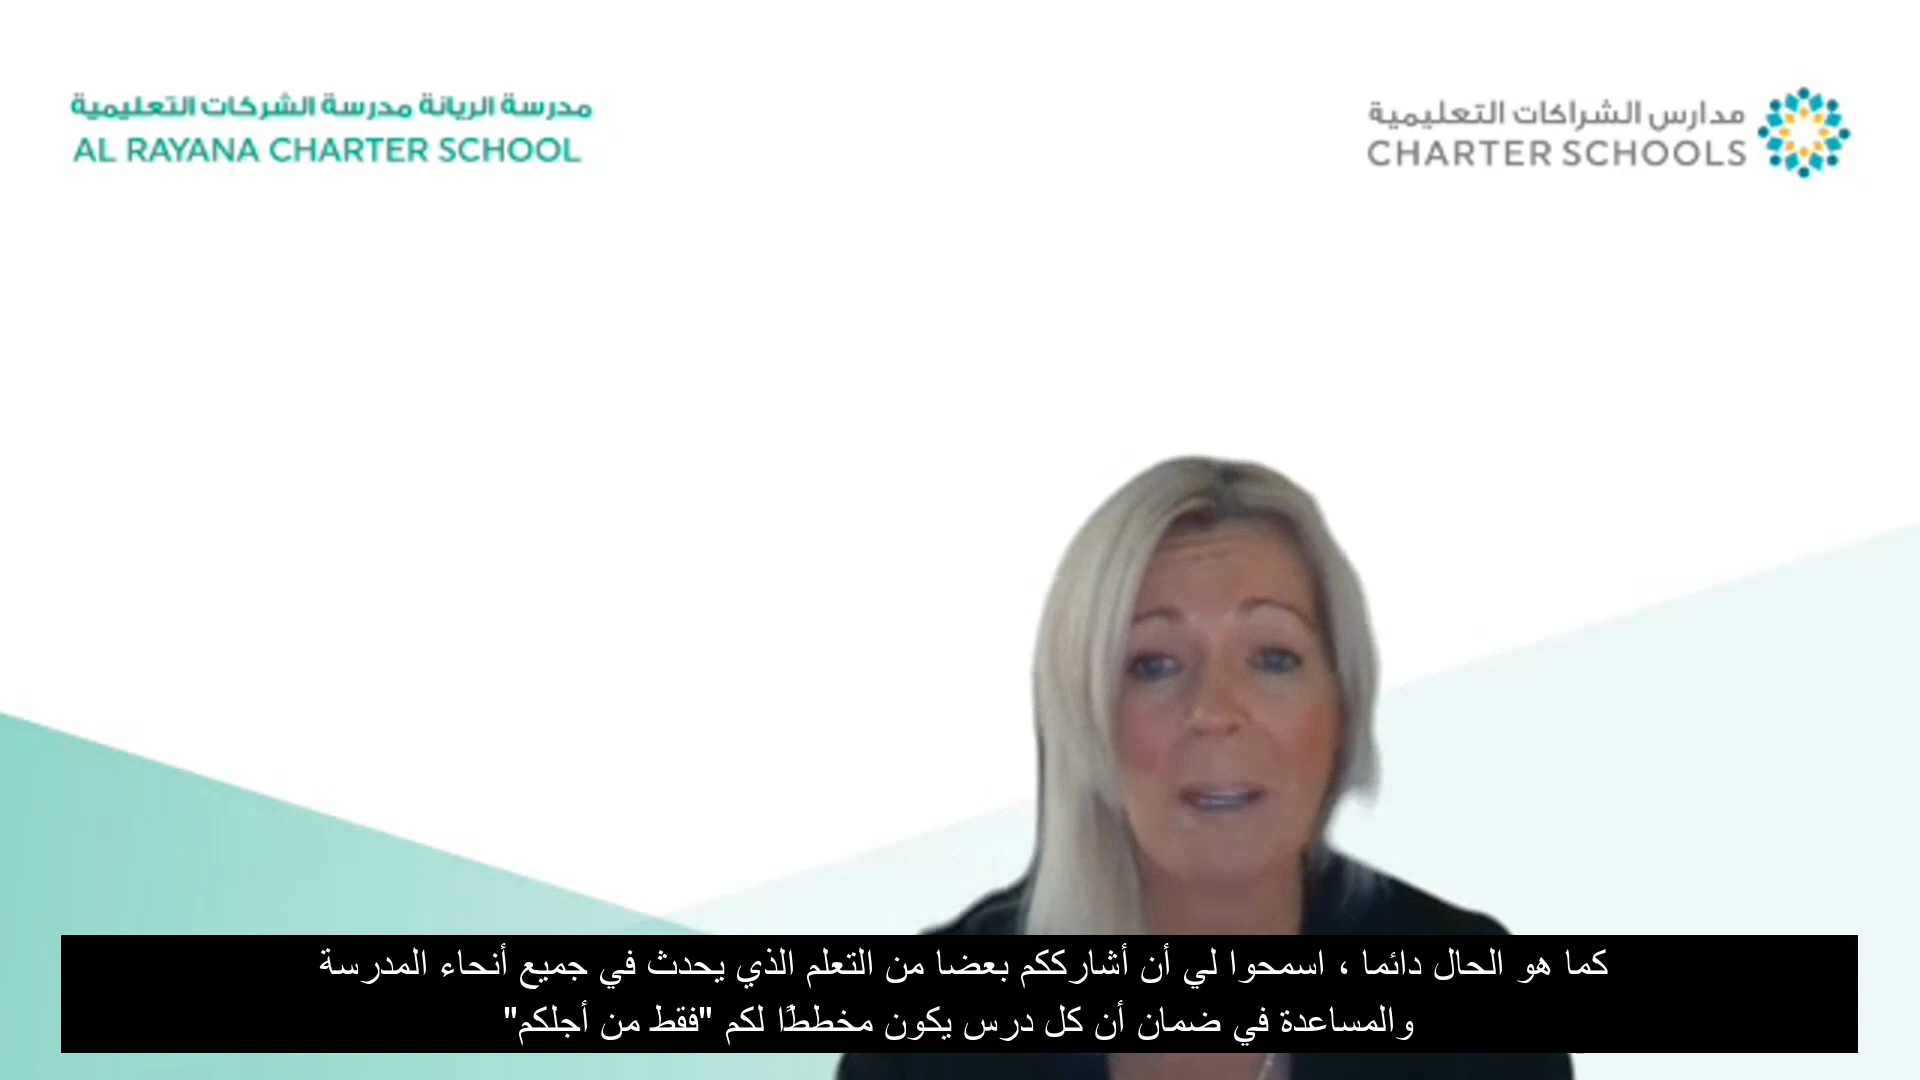 مدرسة الريانة مدرسة الشركات التعليمية
AL RAYANA CHARTER SCHOOL
مدارس الشراكات التعليمية
CHARTER SCHOOLS
كما هو الحال دائما ، اسمحوا لي أن أشارككم بعضا من التعلم الذي يحدث في جميع أنحاء المدرسة
والمساعدة في ضمان أن كل درس يكون مخططًا لكم "فقط من أجلكم"